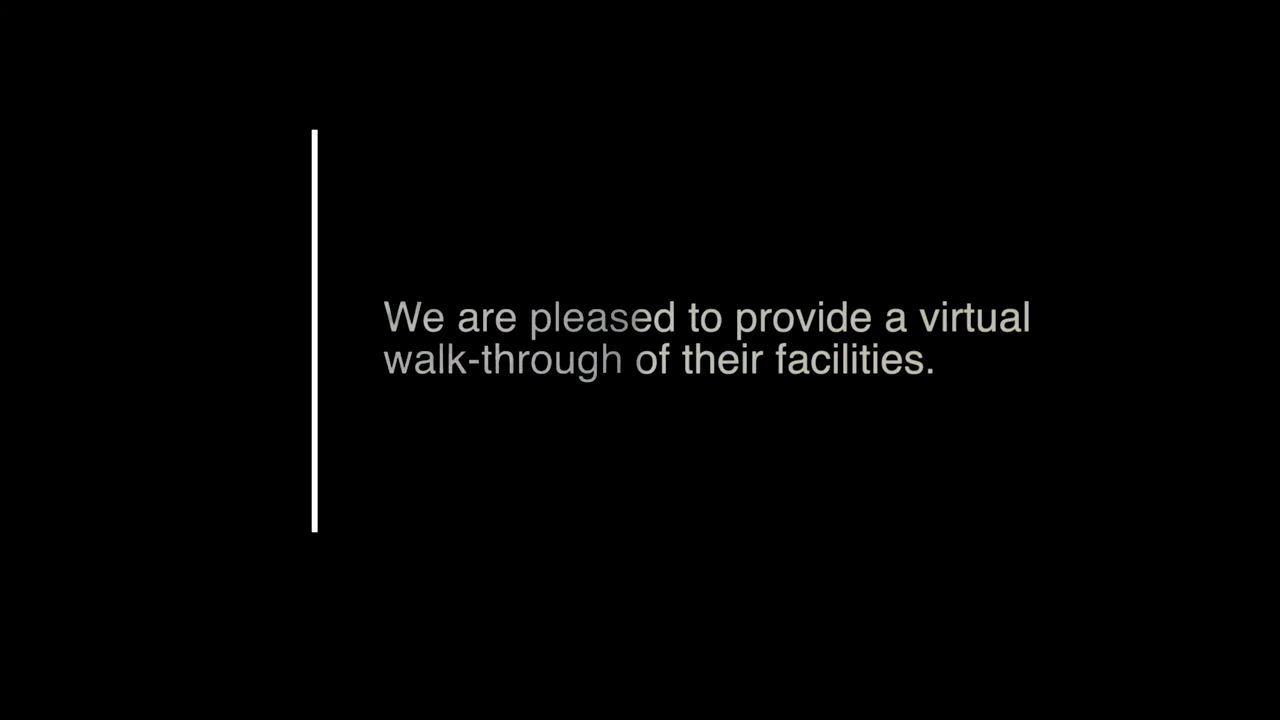 We are pleased to provide a virtual
walk-through of their facilities.